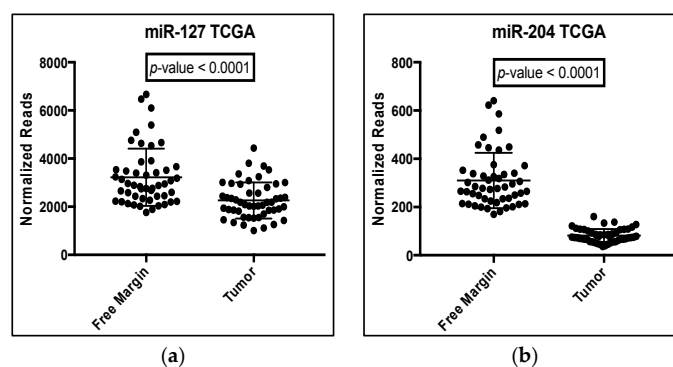 miR-127 TCGA
p-value < 0.0001
Normalized Reads
8000
6000
4000
2000
0
Free Margin
Tumor
(a)
miR-204 TCGA
p-value < 0.0001
Normalized Reads
800
600
400
200
0
Free Margin
Tumor
(b)